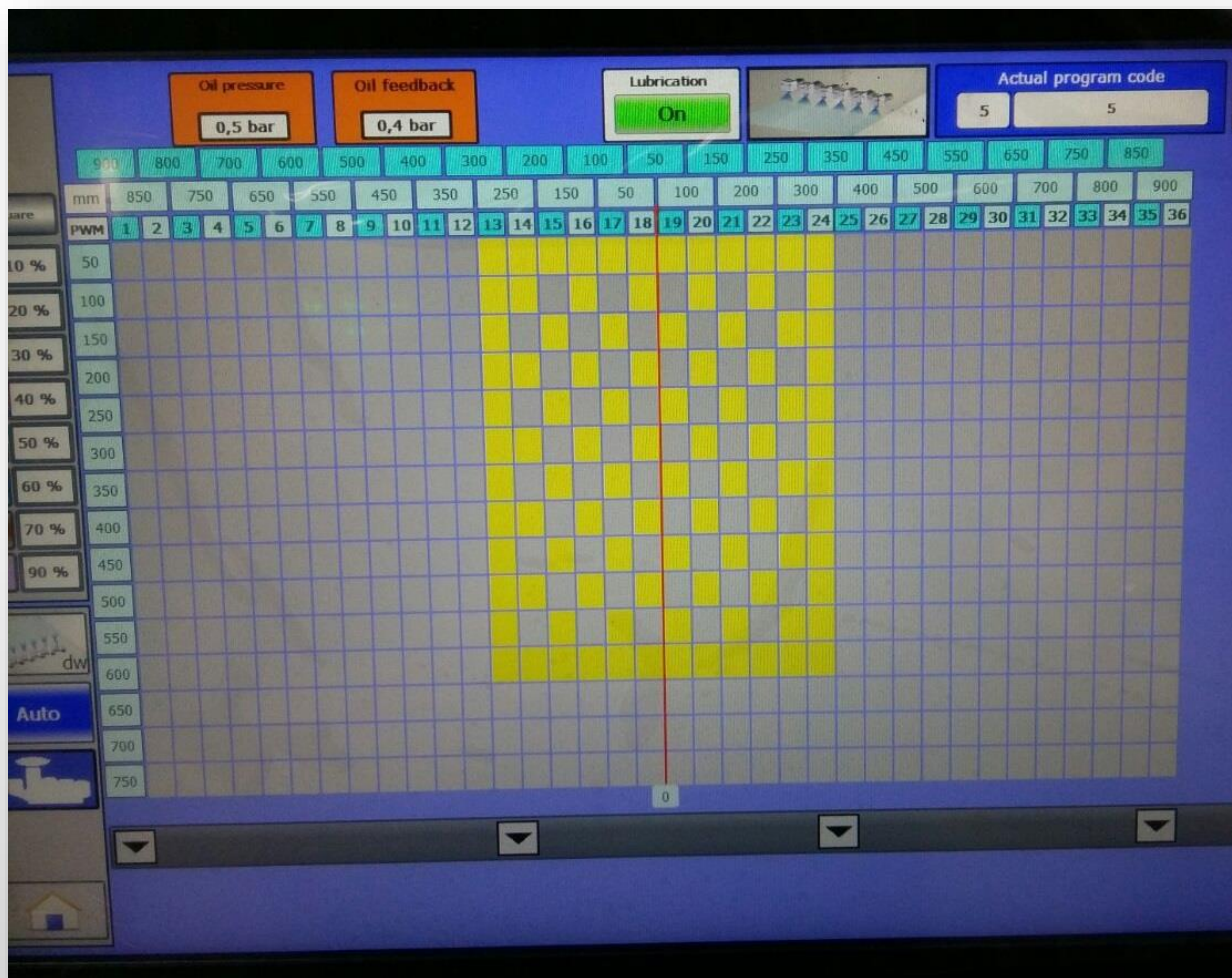 Oil pressure
0,5 bar
Oil feedback
0,4 bar
Lubrication
On
Actual program code
5 5
900 800 700 600 500 400 300 200 100 50 150 250 350 450 550 650 750 850
mm 850 750 650 550 450 350 250 150 50 100 200 300 400 500 600 700 800 900
PWM 1 2 3 4 5 6 7 8 9 10 11 12 13 14 15 16 17 18 19 20 21 22 23 24 25 26 27 28 29 30 31 32 33 34 35 36
10 % 50
20 % 100
30 % 150
200
40 % 250
50 % 300
60 % 350
70 % 400
90 % 450
500
550
dw 600
Auto 650
700
750
0